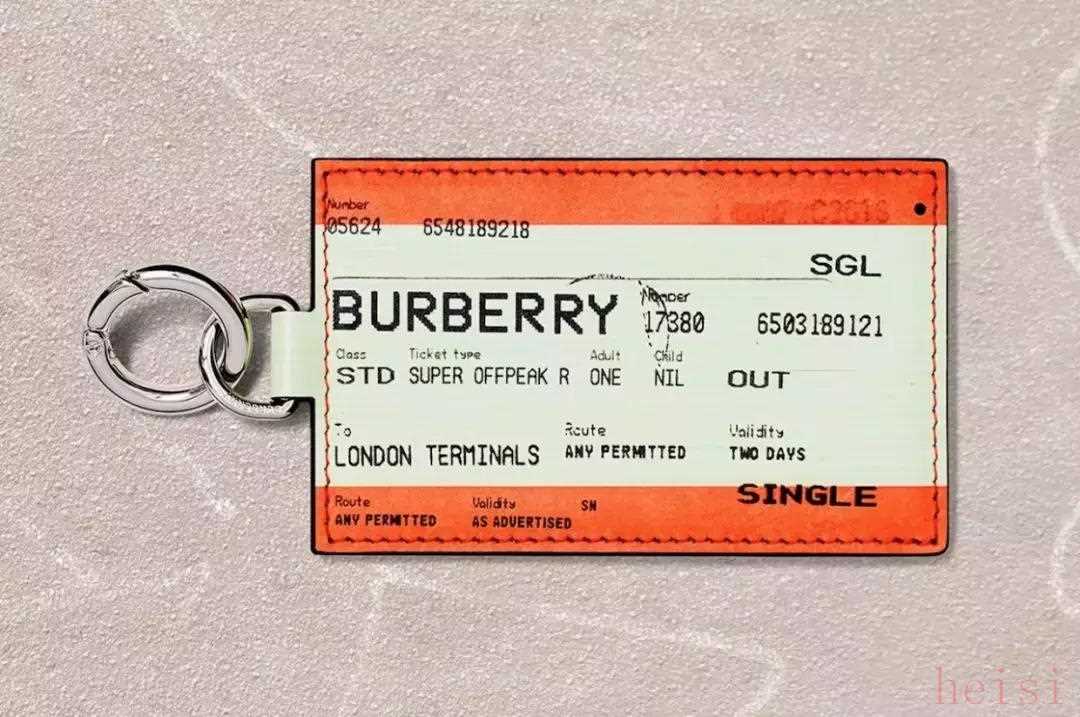 Number
05624 6548189218
SGL
BURBERRY
Number
17380 6503189121
Class Ticket type Adult Child
STD SUPER OFFPEAK R ONE NIL OUT
To Route Validity
LONDON TERMINALS ANY PERMITTED TWO DAYS
SINGLE
Route Validity SN
ANY PERMITTED AS ADVERTISED
heisi